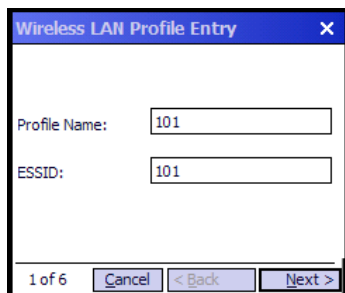 Wireless LAN Profile Entry
Profile Name: 101
ESSID: 101
1 of 6 Cancel < Back Next >